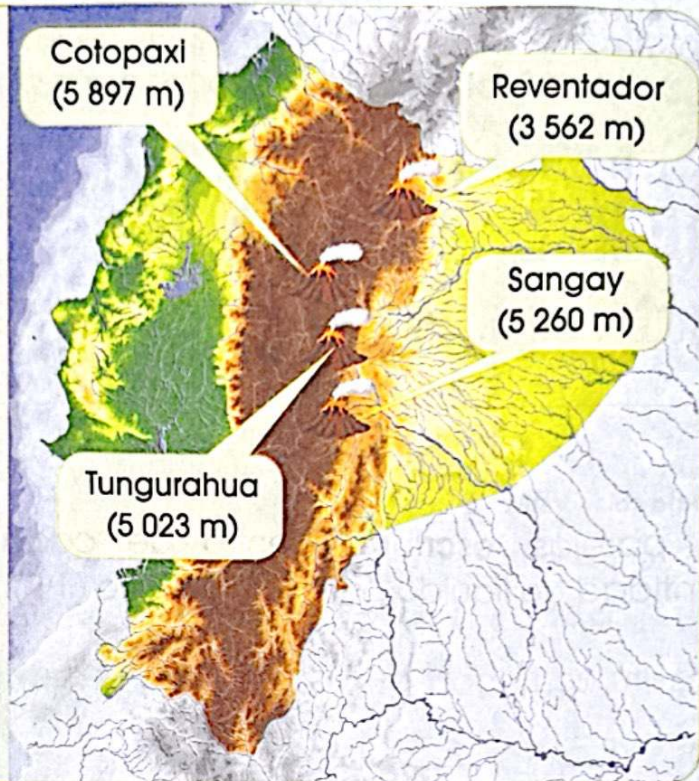 Cotopaxi
(5 897 m)
Reventador
(3 562 m)
Sangay
(5 260 m)
Tungurahua
(5 023 m)